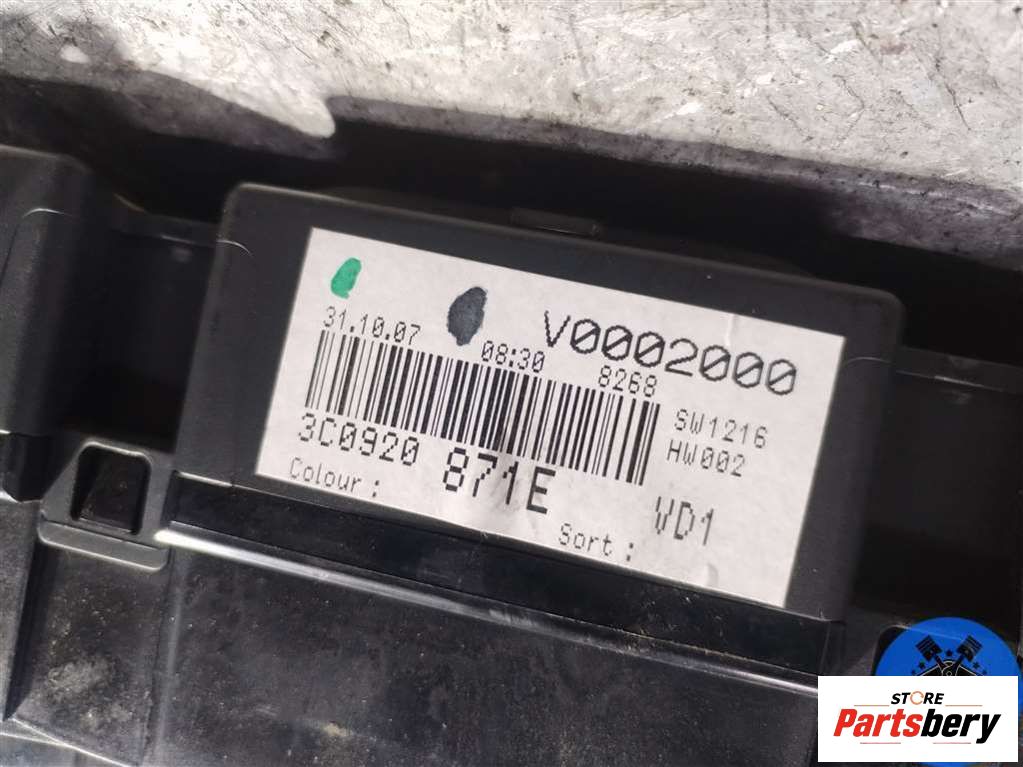 V0002000
31.10.07 08:30 8268
SW1216
HW002
3C0920 871E
Colour :
Sort : VD1
STORE
Partsbery